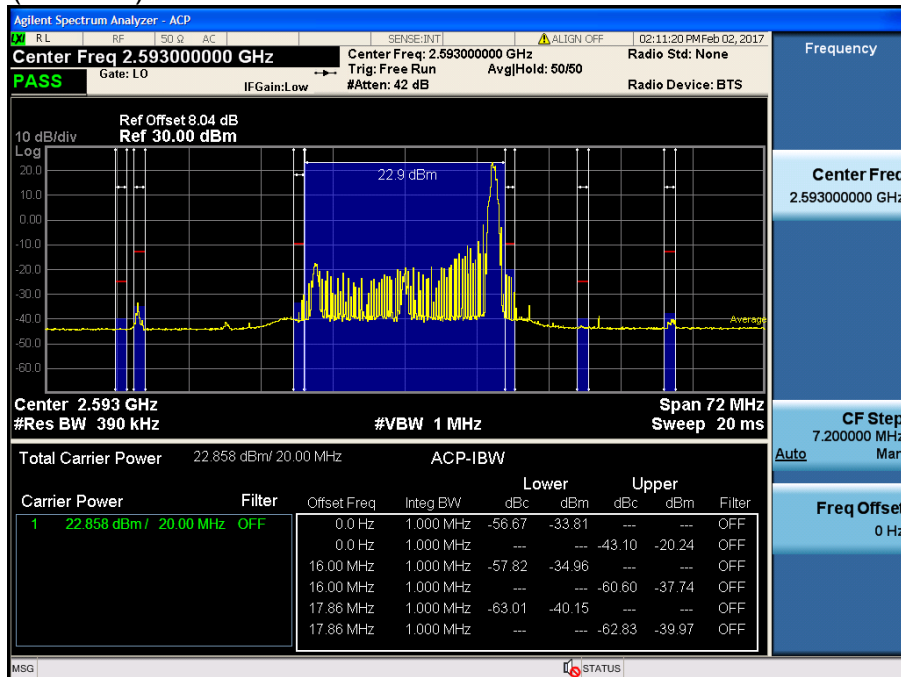 Agilent Spectrum Analyzer - ACP
LXI RL RF 50 Ω AC SENSE:INT ALIGN OFF 02:11:20 PM Feb 02, 2017
Center Freq 2.593000000 GHz Center Freq: 2.593000000 GHz Radio Std: None
PASS Gate: LO Trig: Free Run Avg|Hold: 50/50
IFGain:Low #Atten: 42 dB Radio Device: BTS
Ref Offset 8.04 dB
10 dB/div Ref 30.00 dBm
Log
20.0
10.0
0.00
-10.0
-20.0
-30.0
-40.0
-50.0
-60.0
22.9 dBm
Average
Center 2.593 GHz Span 72 MHz
#Res BW 390 kHz #VBW 1 MHz Sweep 20 ms
Total Carrier Power 22.858 dBm/ 20.00 MHz ACP-IBW
Lower Upper
Carrier Power Filter Offset Freq Integ BW dBc dBm dBc dBm Filter
1 22.858 dBm / 20.00 MHz OFF 0.0 Hz 1.000 MHz -56.67 -33.81 --- --- OFF
0.0 Hz 1.000 MHz --- --- -43.10 -20.24 OFF
16.00 MHz 1.000 MHz -57.82 -34.96 --- --- OFF
16.00 MHz 1.000 MHz --- --- -60.60 -37.74 OFF
17.86 MHz 1.000 MHz -63.01 -40.15 --- --- OFF
17.86 MHz 1.000 MHz --- --- -62.83 -39.97 OFF
MSG STATUS
Frequency
Center Freq
2.593000000 GHz
CF Step
7.200000 MHz
Auto Man
Freq Offset
0 Hz